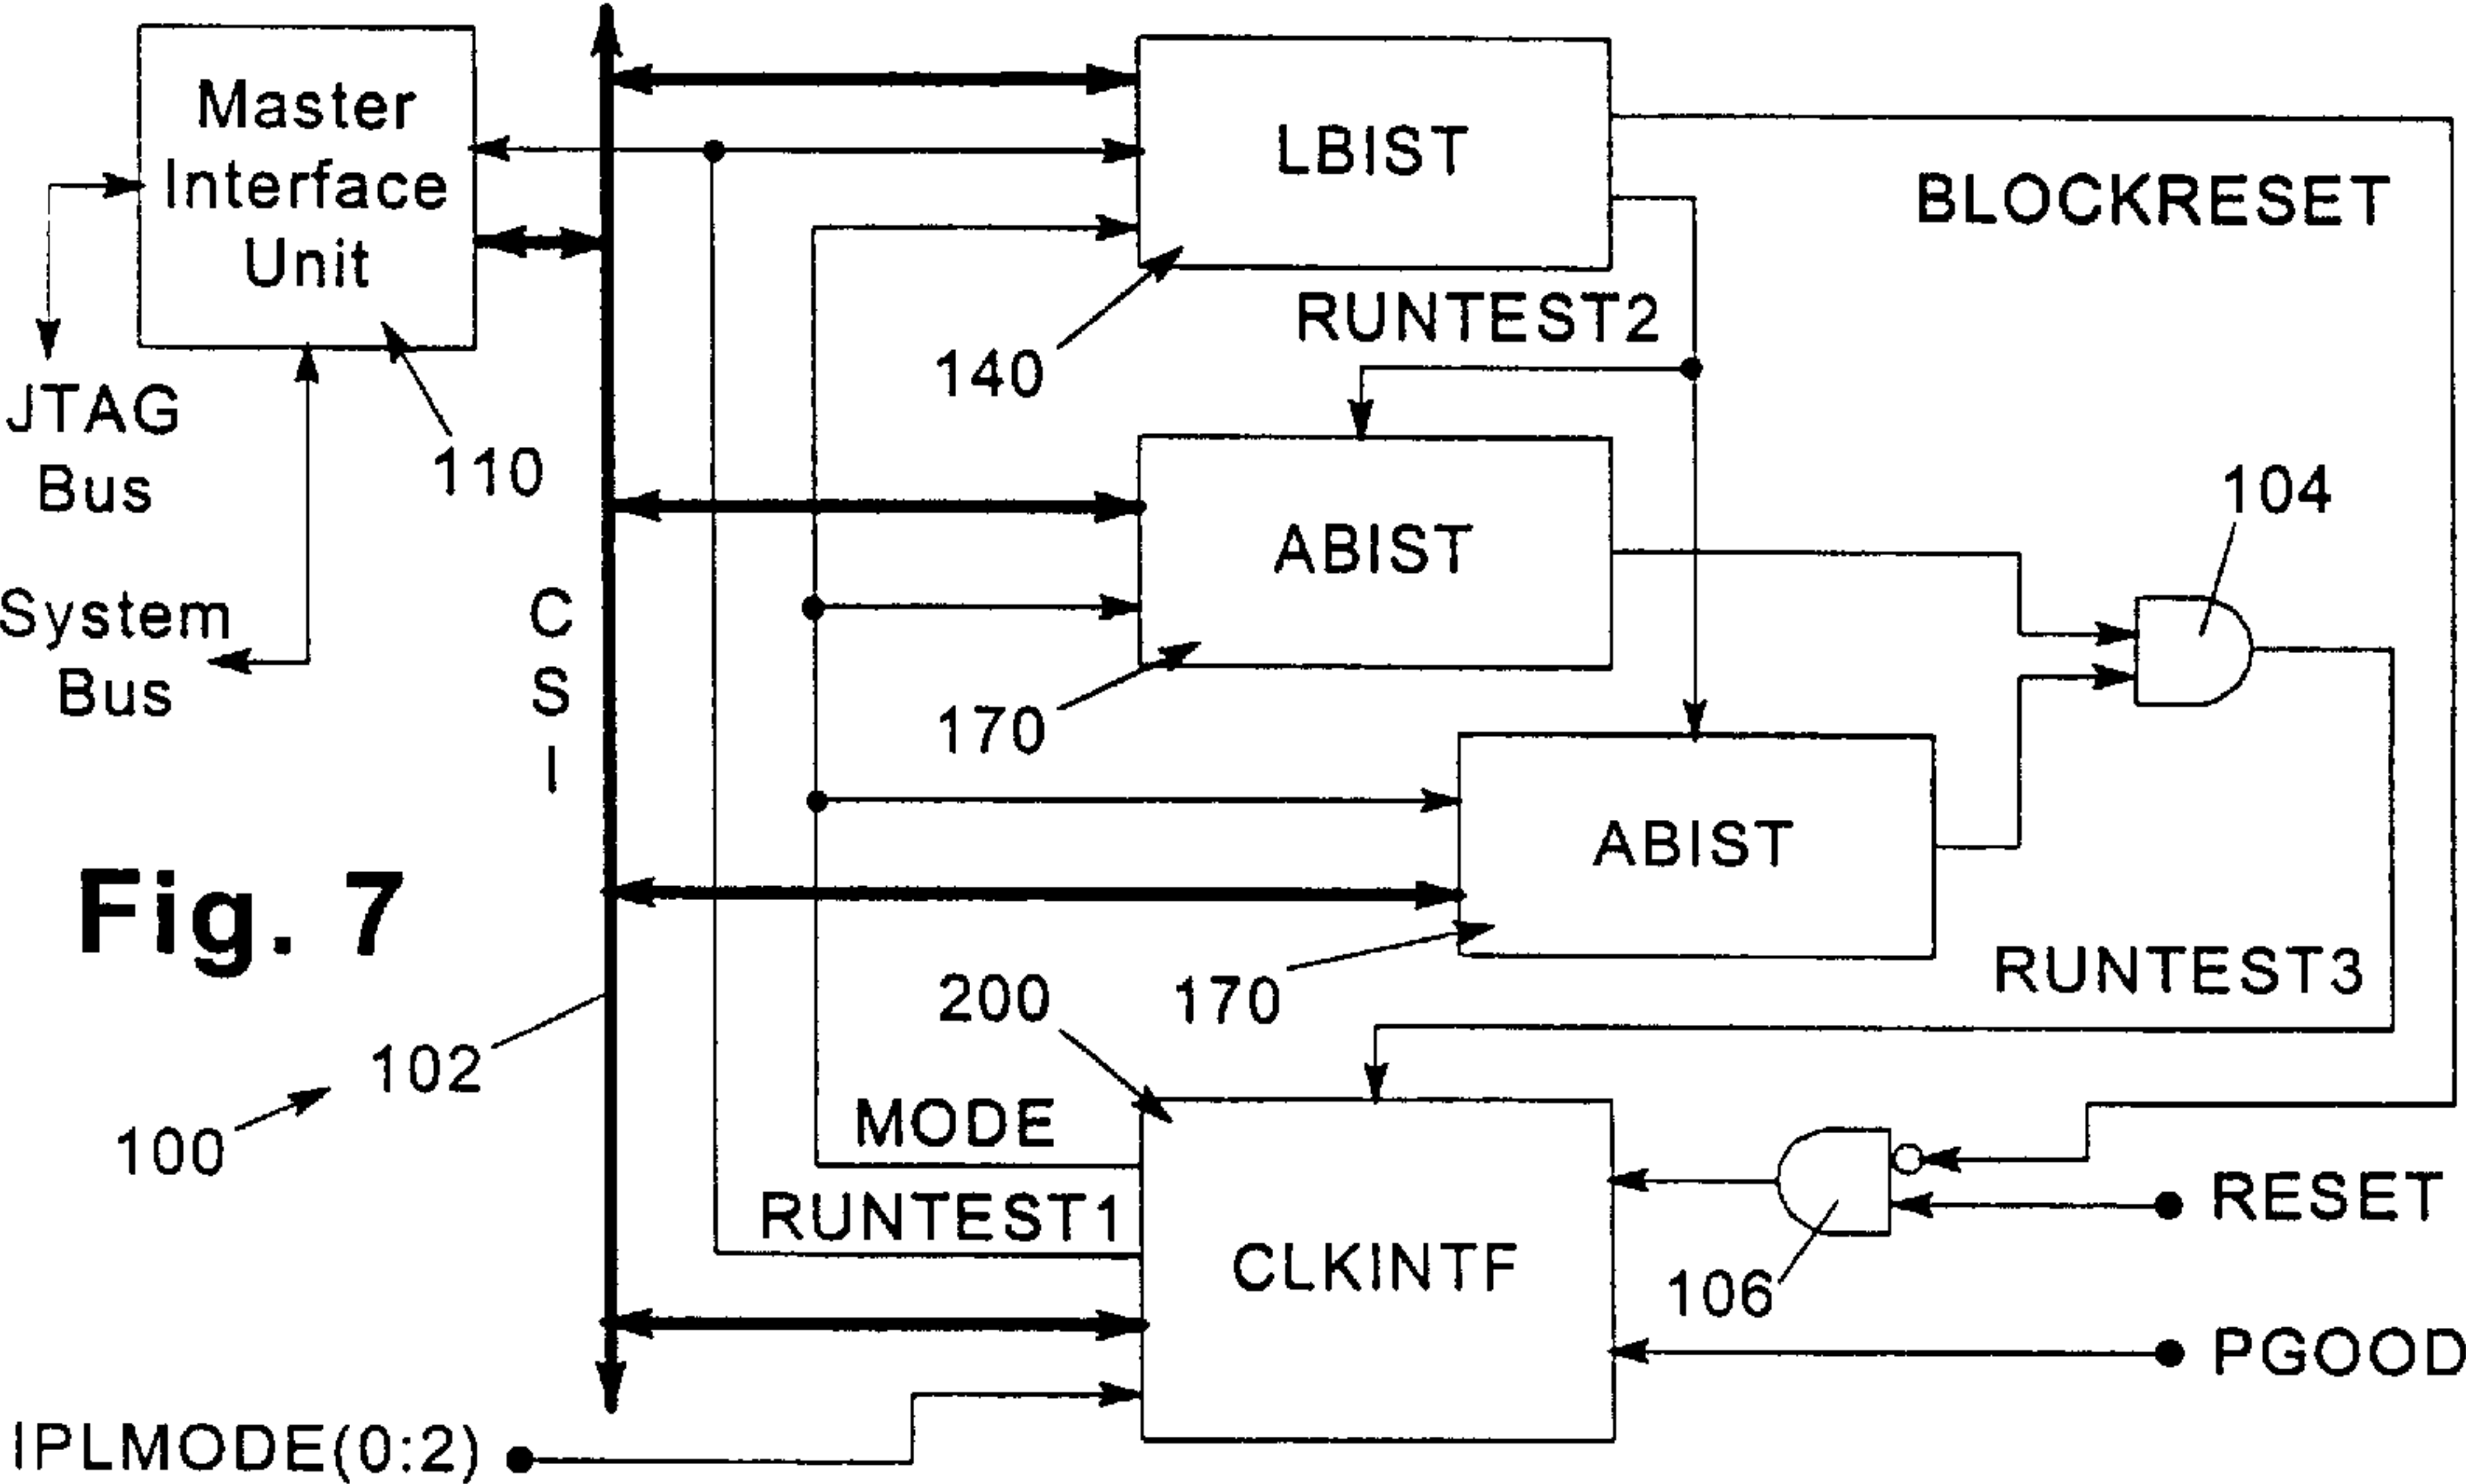 Master
Interface
Unit
LBIST
BLOCKRESET
RUNTEST2
140
JTAG
Bus
110
104
ABIST
System
Bus
C
S
I
170
ABIST
Fig. 7
RUNTEST3
200
170
102
100
MODE
RUNTEST1
RESET
CLKINTF
106
PGOOD
IPLMODE(0:2)